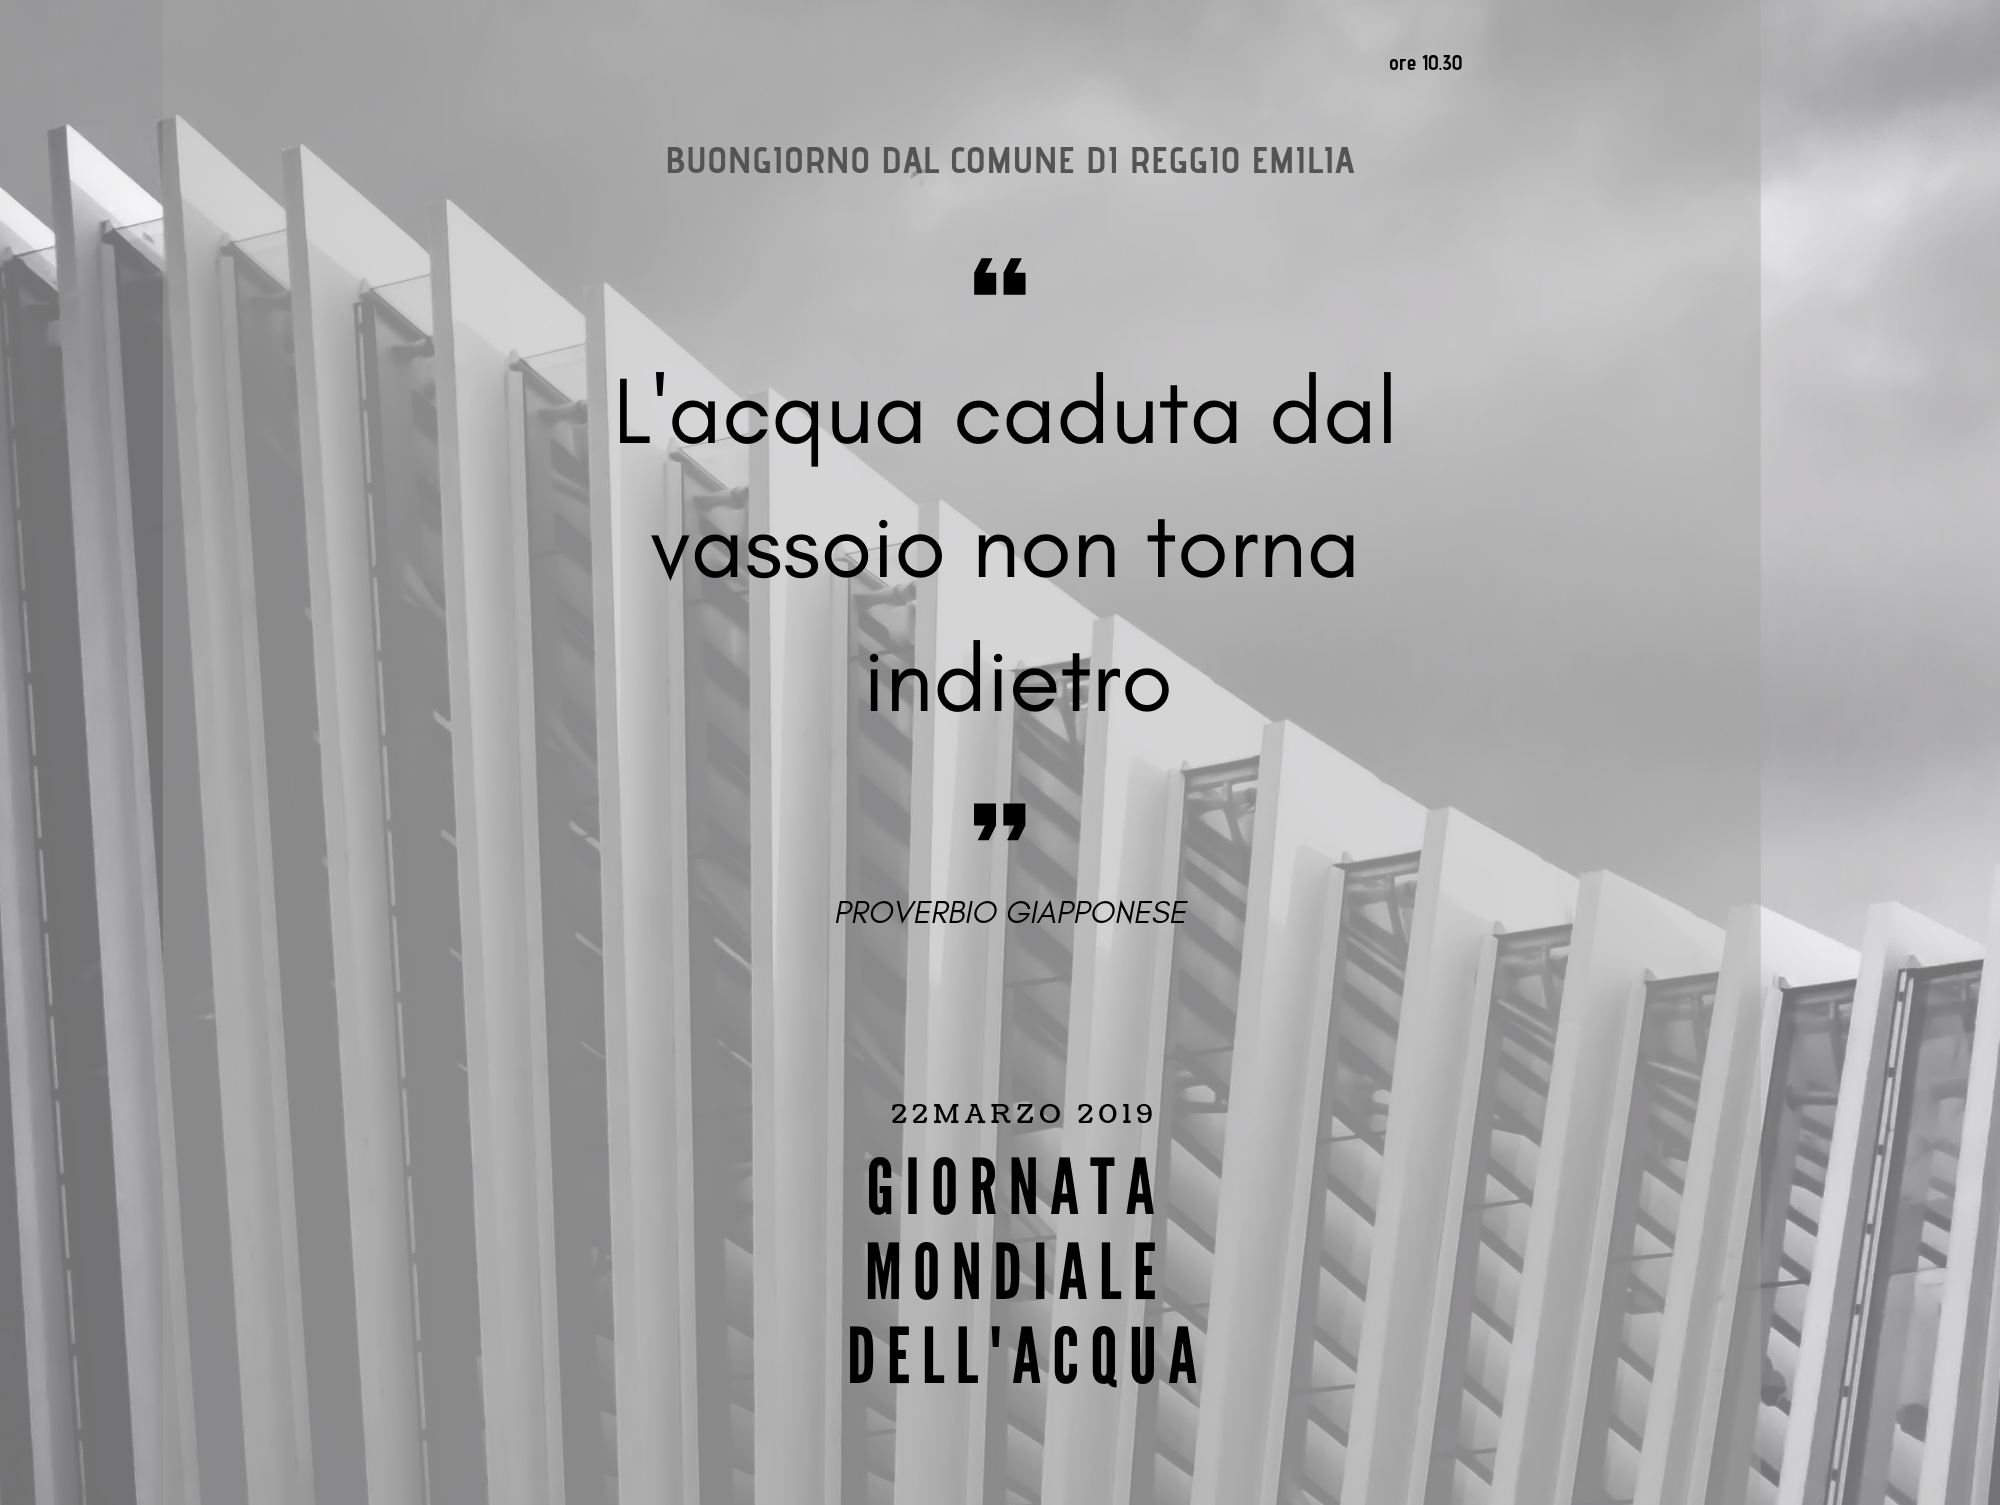 ore 10.30
BUONGIORNO DAL COMUNE DI REGGIO EMILIA
❝
L'acqua caduta dal
vassoio non torna
indietro
❞
PROVERBIO GIAPPONESE
22MARZO 2019
GIORNATA
MONDIALE
DELL'ACQUA